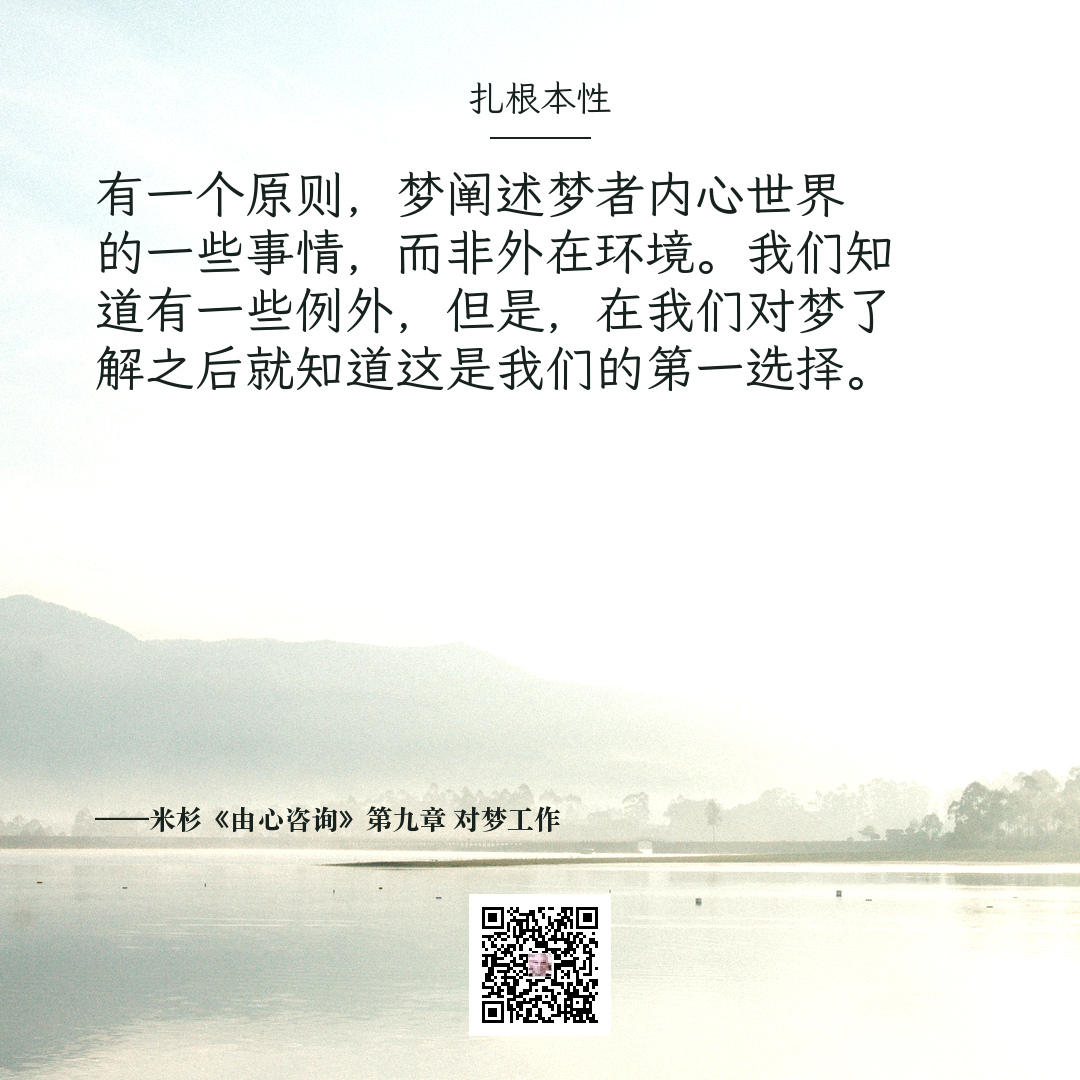 扎根本性
有一个原则，梦阐述梦者内心世界
的一些事情，而非外在环境。我们知
道有一些例外，但是，在我们对梦了
解之后就知道这是我们的第一选择。
——米杉《由心咨询》第九章 对梦工作